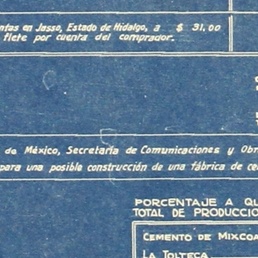 ntas en Jasso, Estado de Hidalgo, a $ 31.00
flete por cuenta del comprador.
de México, Secretaría de Comunicaciones y Obr
para una posible construcción de una fábrica de ce
PORCENTAJE A QU
TOTAL DE PRODUCCIO
CEMENTO DE MIXCOA
LA TOLTECA.